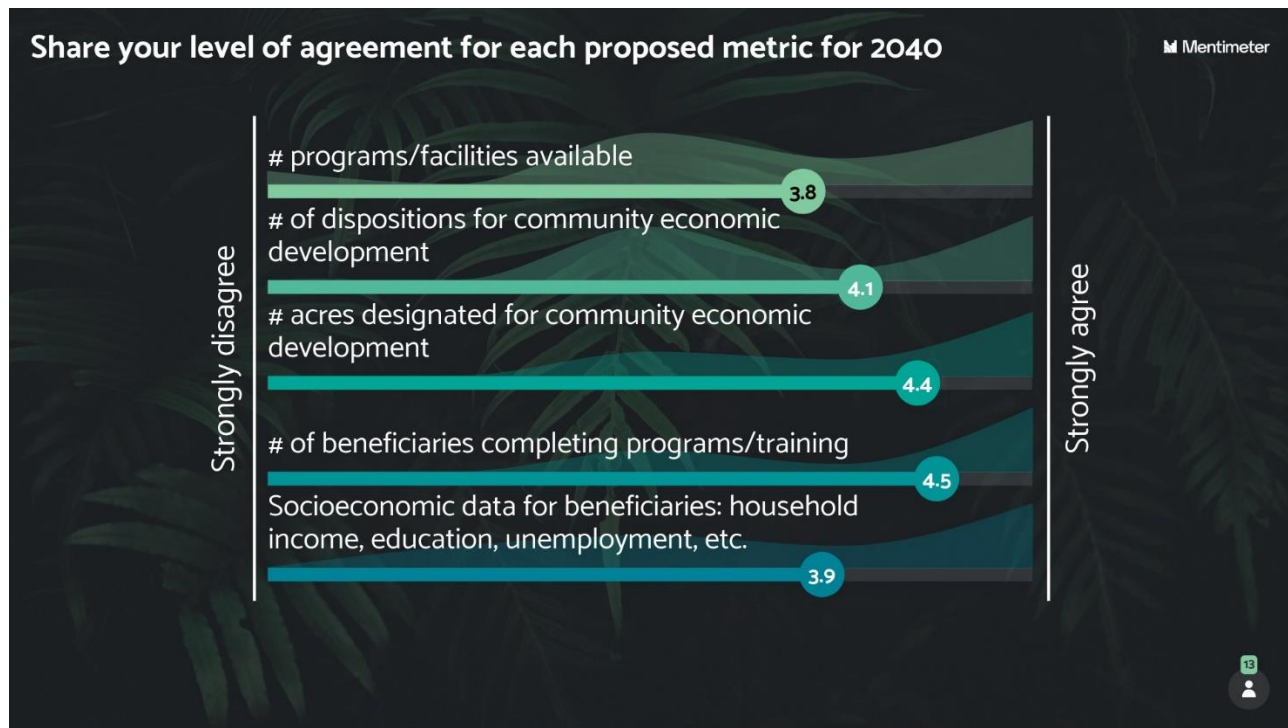 Share your level of agreement for each proposed metric for 2040
Mentimeter
Strongly disagree
# programs/facilities available
3.8
# of dispositions for community economic
development
4.1
# acres designated for community economic
development
4.4
# of beneficiaries completing programs/training
4.5
Socioeconomic data for beneficiaries: household
income, education, unemployment, etc.
3.9
Strongly agree
13